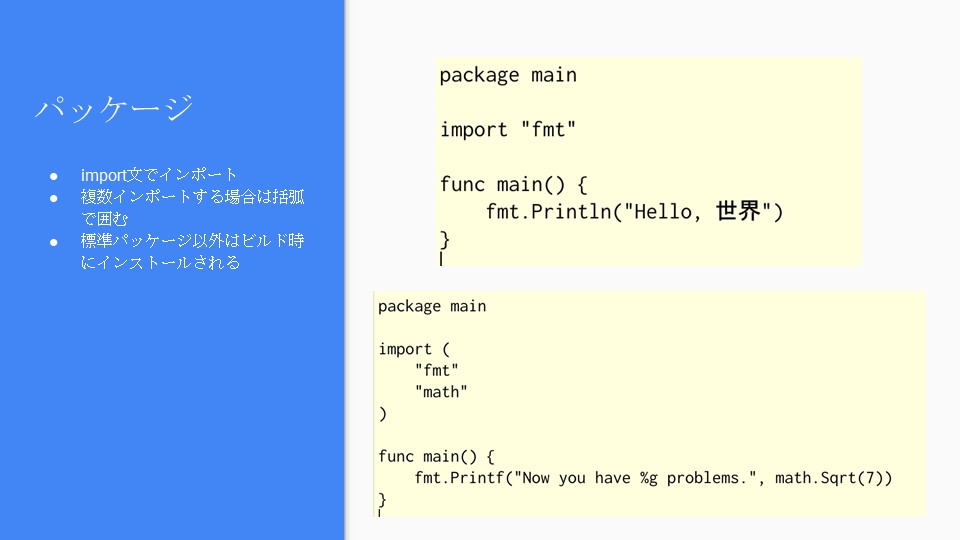 パッケージ
● import文でインポート
● 複数インポートする場合は括弧
で囲む
● 標準パッケージ以外はビルド時
にインストールされる
package main
import "fmt"
func main() {
    fmt.Println("Hello, 世界")
}
package main
import (
    "fmt"
    "math"
)
func main() {
    fmt.Printf("Now you have %g problems.", math.Sqrt(7))
}